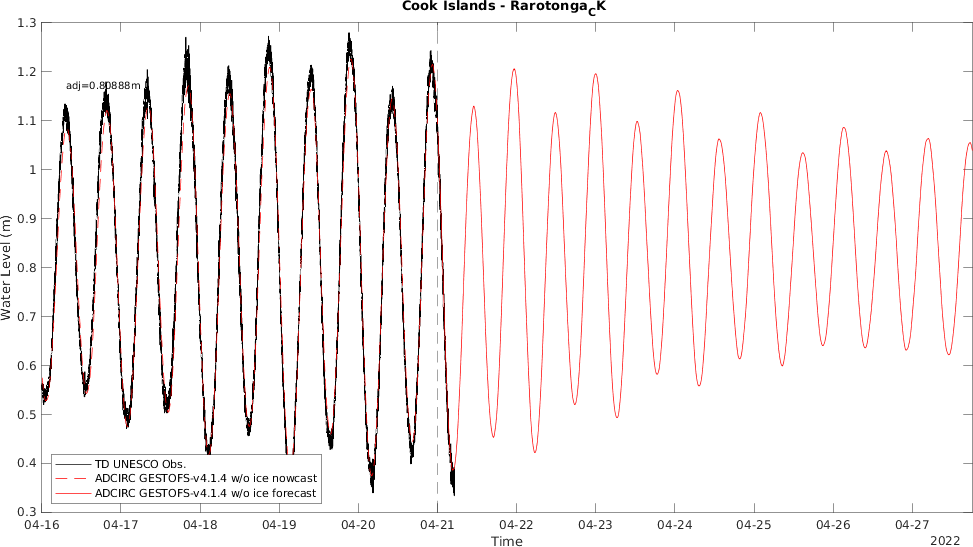 Cook Islands - RarotongaCK
1.3
1.2
1.1
1
0.9
0.8
0.7
0.6
0.5
0.4
0.3
Water Level (m)
adj=0.80888m
TD UNESCO Obs.
ADCIRC GESTOFS-v4.1.4 w/o ice nowcast
ADCIRC GESTOFS-v4.1.4 w/o ice forecast
04-16 04-17 04-18 04-19 04-20 04-21 04-22 04-23 04-24 04-25 04-26 04-27
Time
2022